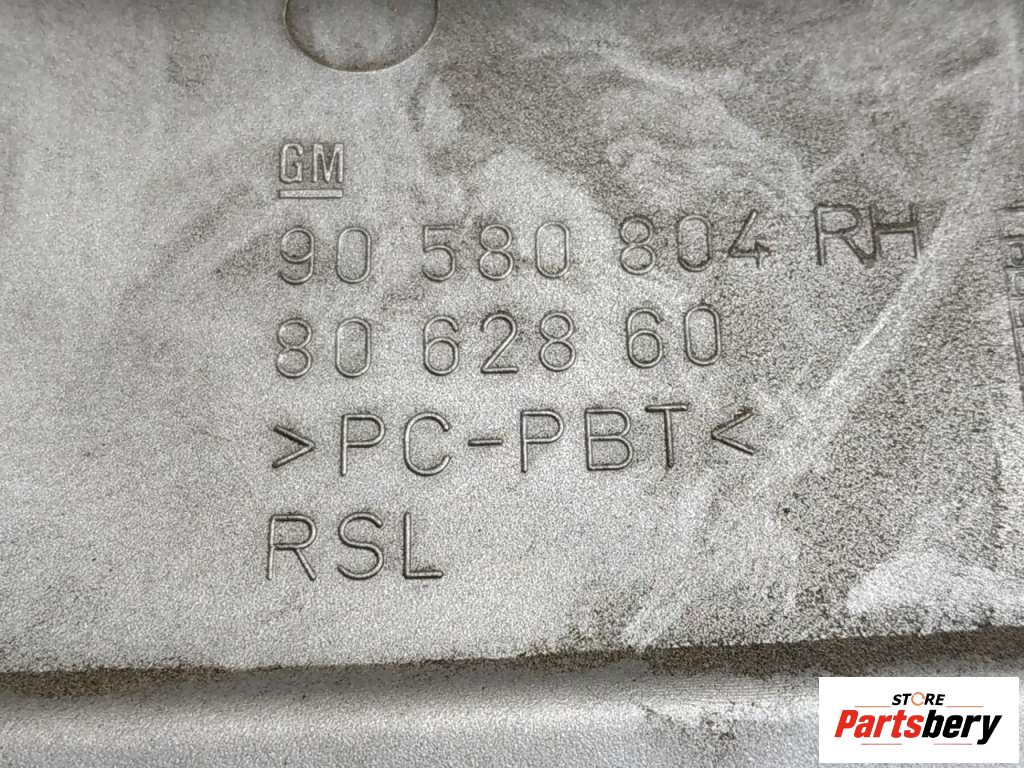 GM
90 580 804 RH
80 628 60
>PC-PBT<
RSL
STORE
Partsbery